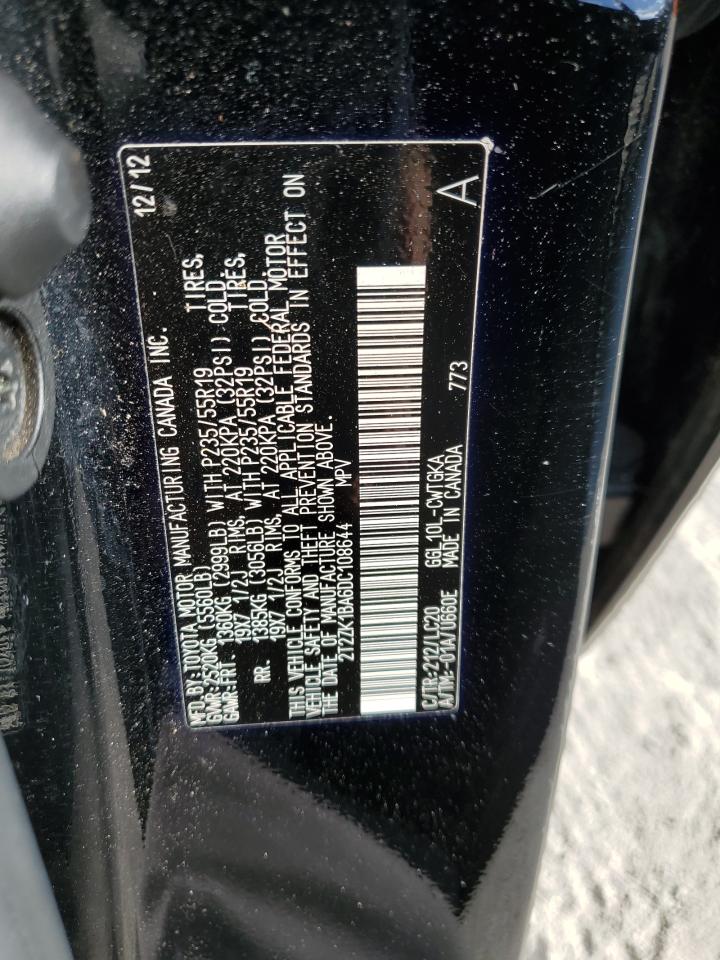 MFD. BY: TOYOTA MOTOR MANUFACTURING CANADA INC. 12/12
GVWR: 2520KG (5560LB)
GAWR: FRT. 1360KG (2999LB) WITH P235/55R19 TIRES,
19X7 1/2J RIMS, AT 220KPA (32PSI) COLD.
RR. 1385KG (3056LB) WITH P235/55R19 TIRES,
19X7 1/2J RIMS, AT 220KPA (32PSI) COLD.
THIS VEHICLE CONFORMS TO ALL APPLICABLE FEDERAL MOTOR
VEHICLE SAFETY AND THEFT PREVENTION STANDARDS IN EFFECT ON
THE DATE OF MANUFACTURE SHOWN ABOVE.
2T2ZK1BA6DC108644 MPV
C/TR: 212/LC20 GGL10L-CWTGKA
A/TM: -01A/U660E MADE IN CANADA 773
A